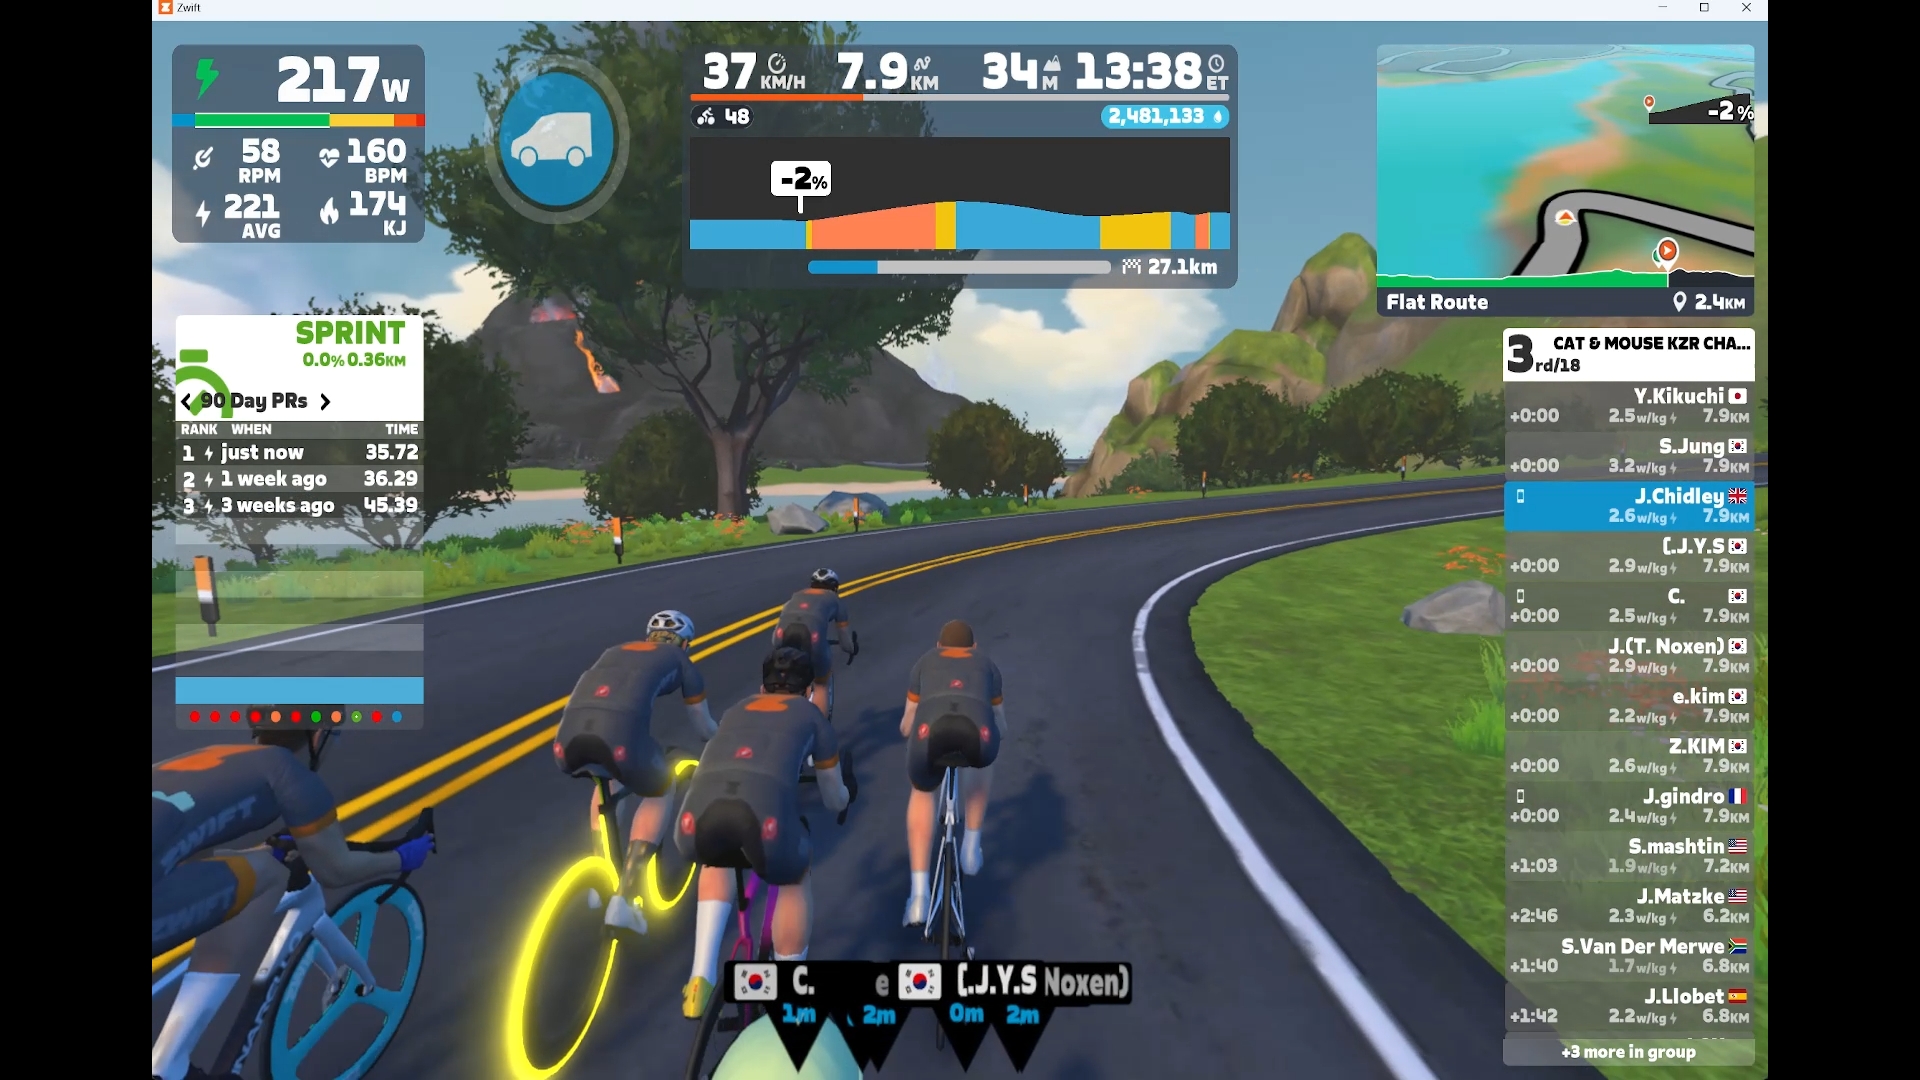 Zwift
217w
58 RPM
160 BPM
221 AVG
174 KJ
37 KM/H 7.9 KM 34 M 13:38 ET
48
2,481,133
-2%
27.1km
-2%
Flat Route
2.4KM
SPRINT
0.0% 0.36KM
< 90 Day PRs >
RANK WHEN TIME
1 just now 35.72
2 1 week ago 36.29
3 3 weeks ago 45.39
3rd/18 CAT & MOUSE KZR CHA...
Y.Kikuchi
+0:00 2.5w/kg 7.9KM
S.Jung
+0:00 3.2w/kg 7.9KM
J.Chidley
2.6w/kg 7.9KM
(.J.Y.S
+0:00 2.9w/kg 7.9KM
C.
+0:00 2.5w/kg 7.9KM
J.(T. Noxen)
+0:00 2.9w/kg 7.9KM
e.kim
+0:00 2.2w/kg 7.9KM
Z.KIM
+0:00 2.6w/kg 7.9KM
J.gindro
+0:00 2.4w/kg 7.9KM
S.mashtin
+1:03 1.9w/kg 7.2KM
J.Matzke
+2:46 2.3w/kg 6.2KM
S.Van Der Merwe
+1:40 1.7w/kg 6.8KM
J.Llobet
+1:42 2.2w/kg 6.8KM
+3 more in group
ZWIFT
C. e (.J.Y.S Noxen)
1m 2m 0m 2m